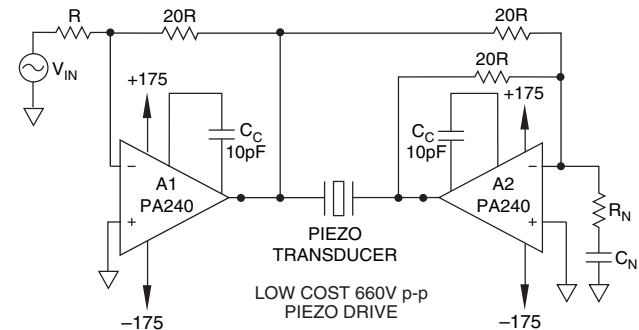 R
20R
20R
20R
V_IN
+175
+175
C_C
10pF
C_C
10pF
–
A1
PA240
+
–
A2
PA240
+
R_N
C_N
PIEZO
TRANSDUCER
–175
–175
LOW COST 660V p-p
PIEZO DRIVE